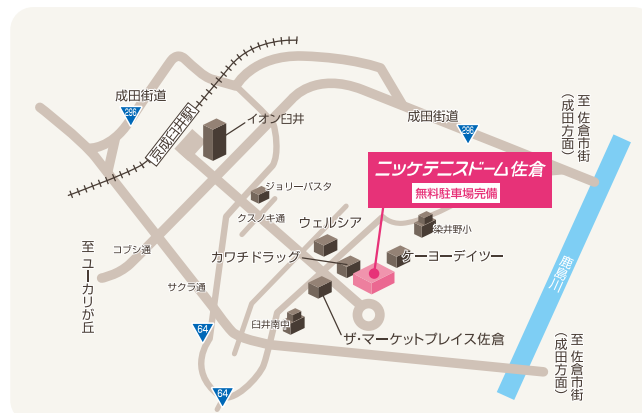 成田街道
296
京成臼井駅
イオン臼井
成田街道
296
至 佐倉市街
(成田方面)
ニッケテニスドーム佐倉
無料駐車場完備
ジョリーパスタ
クスノキ通
ウェルシア
染井野小
カワチドラッグ
ケーヨーデイツー
コブシ通
至 ユーカリが丘
サクラ通
鹿島川
64
臼井南中
ザ・マーケットプレイス佐倉
至 佐倉市街
(成田方面)
64